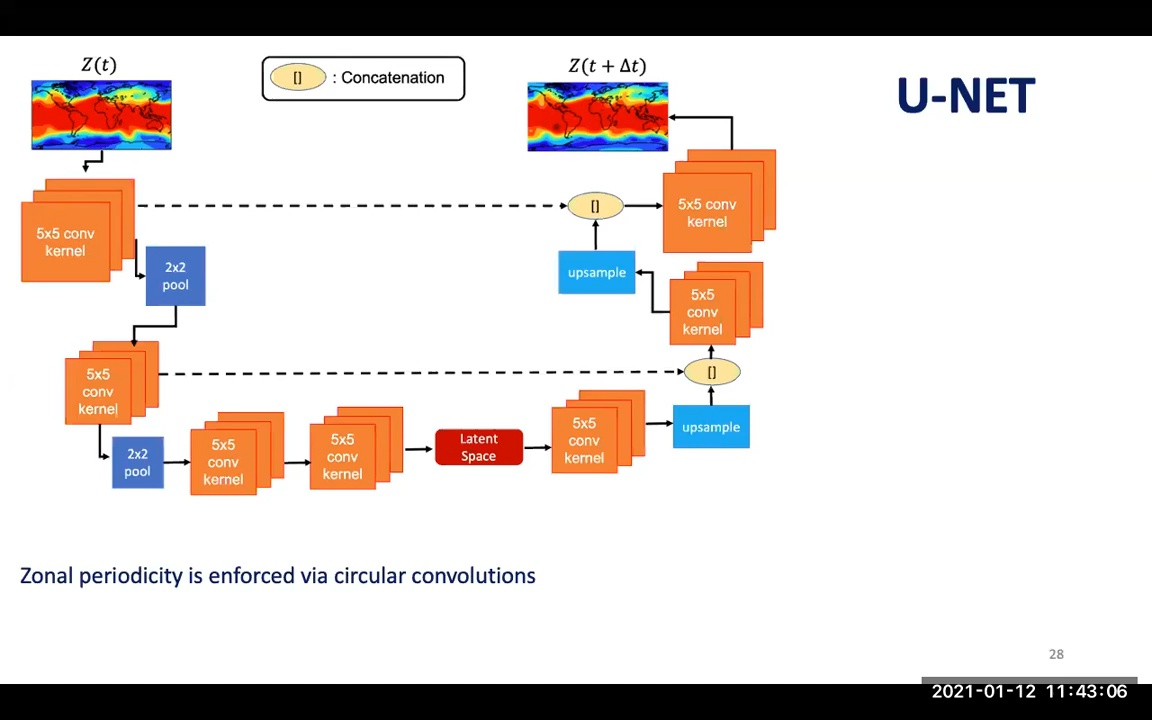 Z(t)
[] : Concatenation
Z(t + Δt)
U-NET
5x5 conv
kernel
2x2
pool
5x5
conv
kernel
2x2
pool
5x5
conv
kernel
5x5
conv
kernel
Latent
Space
5x5
conv
kernel
upsample
[]
5x5
conv
kernel
upsample
[]
5x5 conv
kernel
Zonal periodicity is enforced via circular convolutions
28
2021-01-12 11:43:06